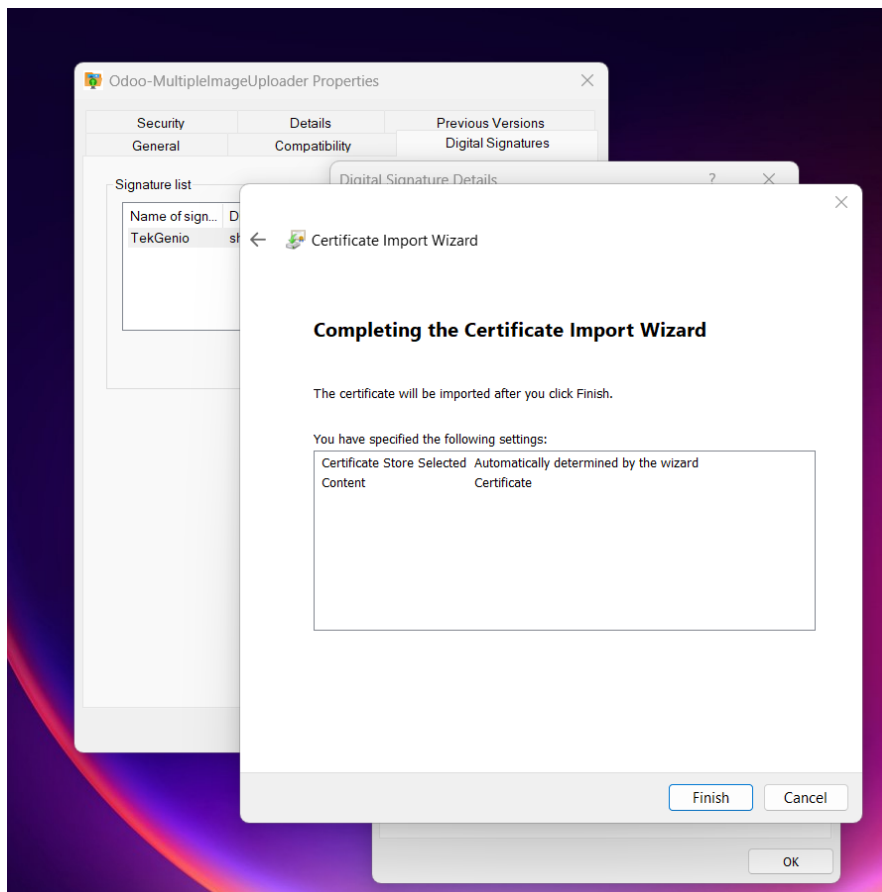 Odoo-MultipleImageUploader Properties
Security Details Previous Versions
General Compatibility Digital Signatures
Signature list
Name of sign... D
TekGenio
Digital Signature Details ?
Certificate Import Wizard
Completing the Certificate Import Wizard
The certificate will be imported after you click Finish.
You have specified the following settings:
Certificate Store Selected Automatically determined by the wizard
Content Certificate
Finish Cancel
OK